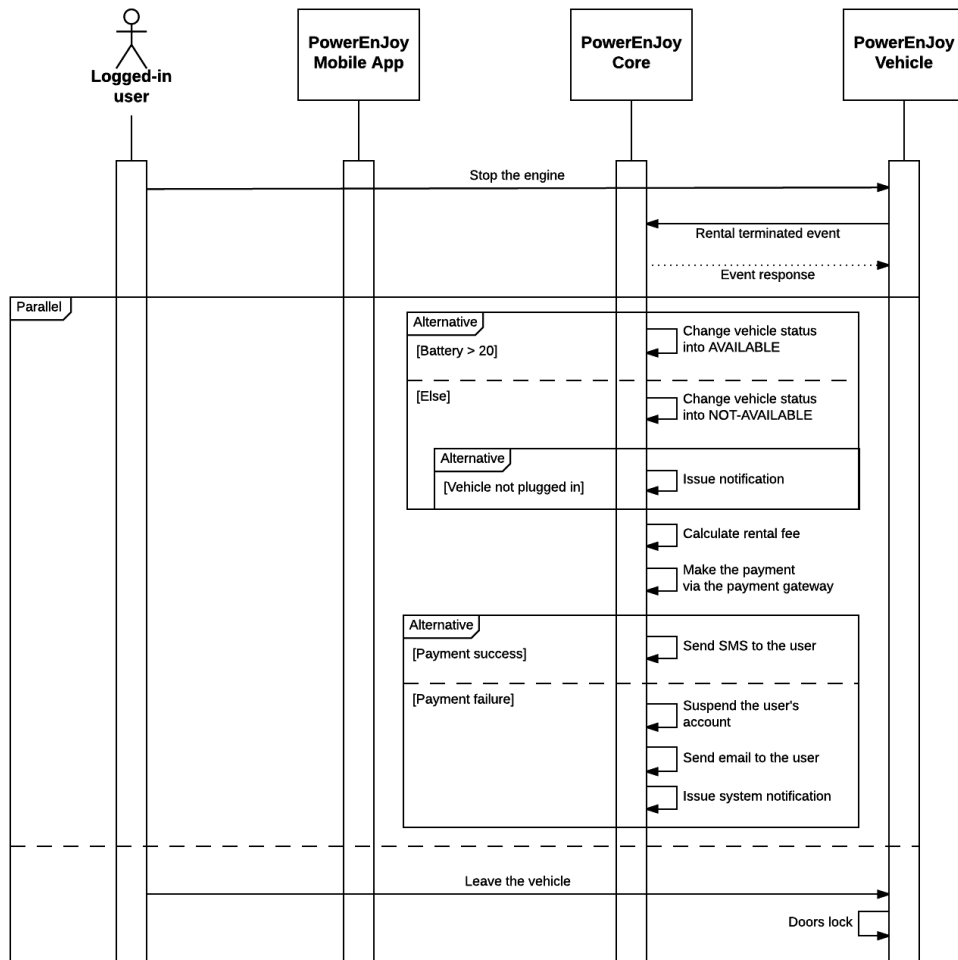 Logged-in
user
PowerEnJoy
Mobile App
PowerEnJoy
Core
PowerEnJoy
Vehicle
Stop the engine
Rental terminated event
Event response
Parallel
Alternative
[Battery > 20]
Change vehicle status
into AVAILABLE
[Else]
Change vehicle status
into NOT-AVAILABLE
Alternative
[Vehicle not plugged in]
Issue notification
Calculate rental fee
Make the payment
via the payment gateway
Alternative
[Payment success]
Send SMS to the user
[Payment failure]
Suspend the user's
account
Send email to the user
Issue system notification
Leave the vehicle
Doors lock